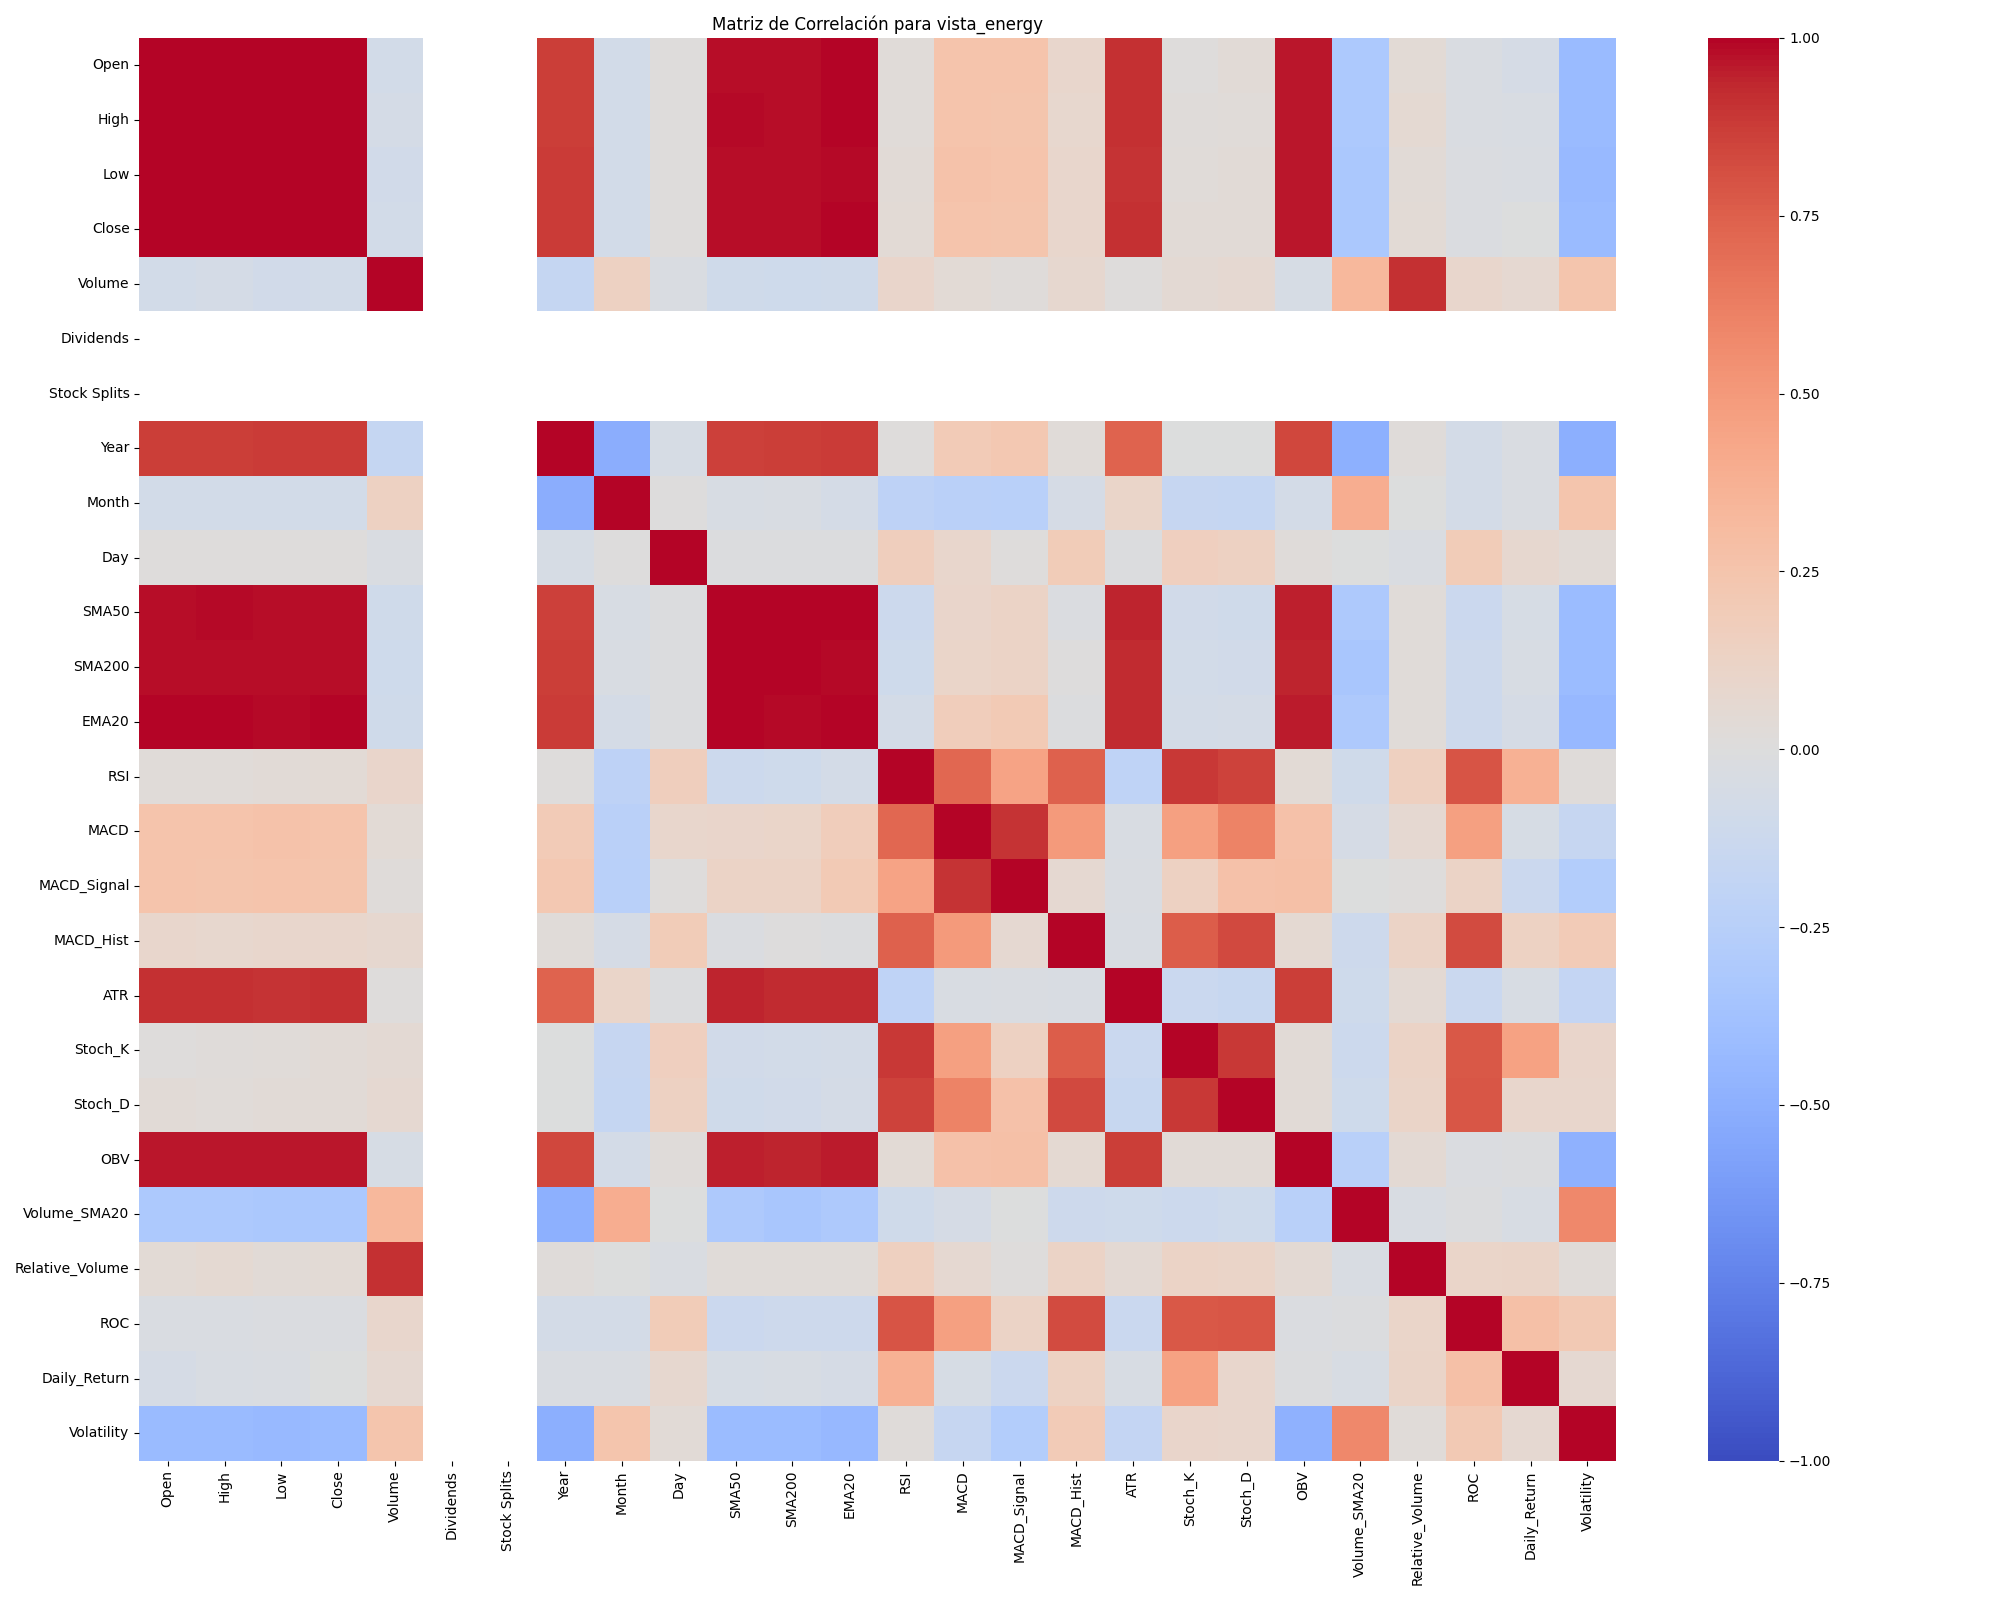 Matriz de Correlación para vista_energy
Open
High
Low
Close
Volume
Dividends
Stock Splits
Year
Month
Day
SMA50
SMA200
EMA20
RSI
MACD
MACD_Signal
MACD_Hist
ATR
Stoch_K
Stoch_D
OBV
Volume_SMA20
Relative_Volume
ROC
Daily_Return
Volatility
Open
High
Low
Close
Volume
Dividends
Stock Splits
Year
Month
Day
SMA50
SMA200
EMA20
RSI
MACD
MACD_Signal
MACD_Hist
ATR
Stoch_K
Stoch_D
OBV
Volume_SMA20
Relative_Volume
ROC
Daily_Return
Volatility
1.00
0.75
0.50
0.25
0.00
−0.25
−0.50
−0.75
−1.00